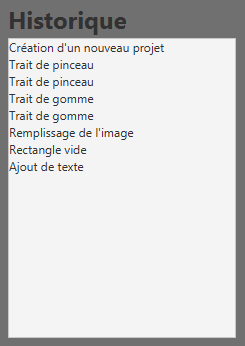 Historique
Création d'un nouveau projet
Trait de pinceau
Trait de pinceau
Trait de gomme
Trait de gomme
Remplissage de l'image
Rectangle vide
Ajout de texte